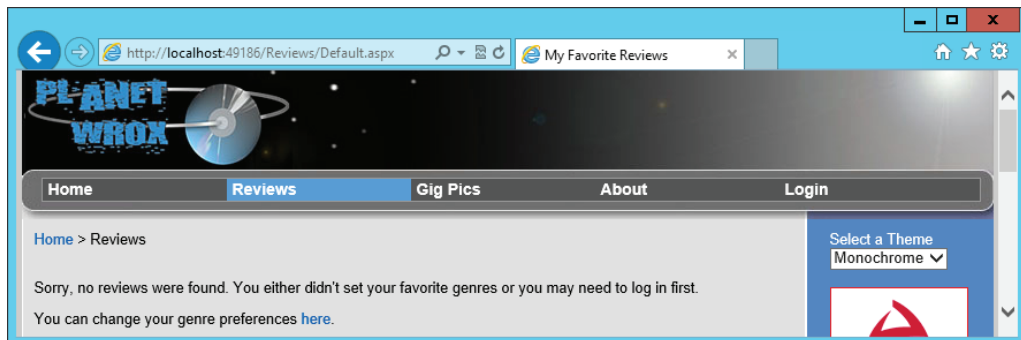 http://localhost:49186/Reviews/Default.aspx
My Favorite Reviews
PLANET
WROX
Home Reviews Gig Pics About Login
Home > Reviews
Select a Theme
Monochrome
Sorry, no reviews were found. You either didn't set your favorite genres or you may need to log in first.
You can change your genre preferences here.